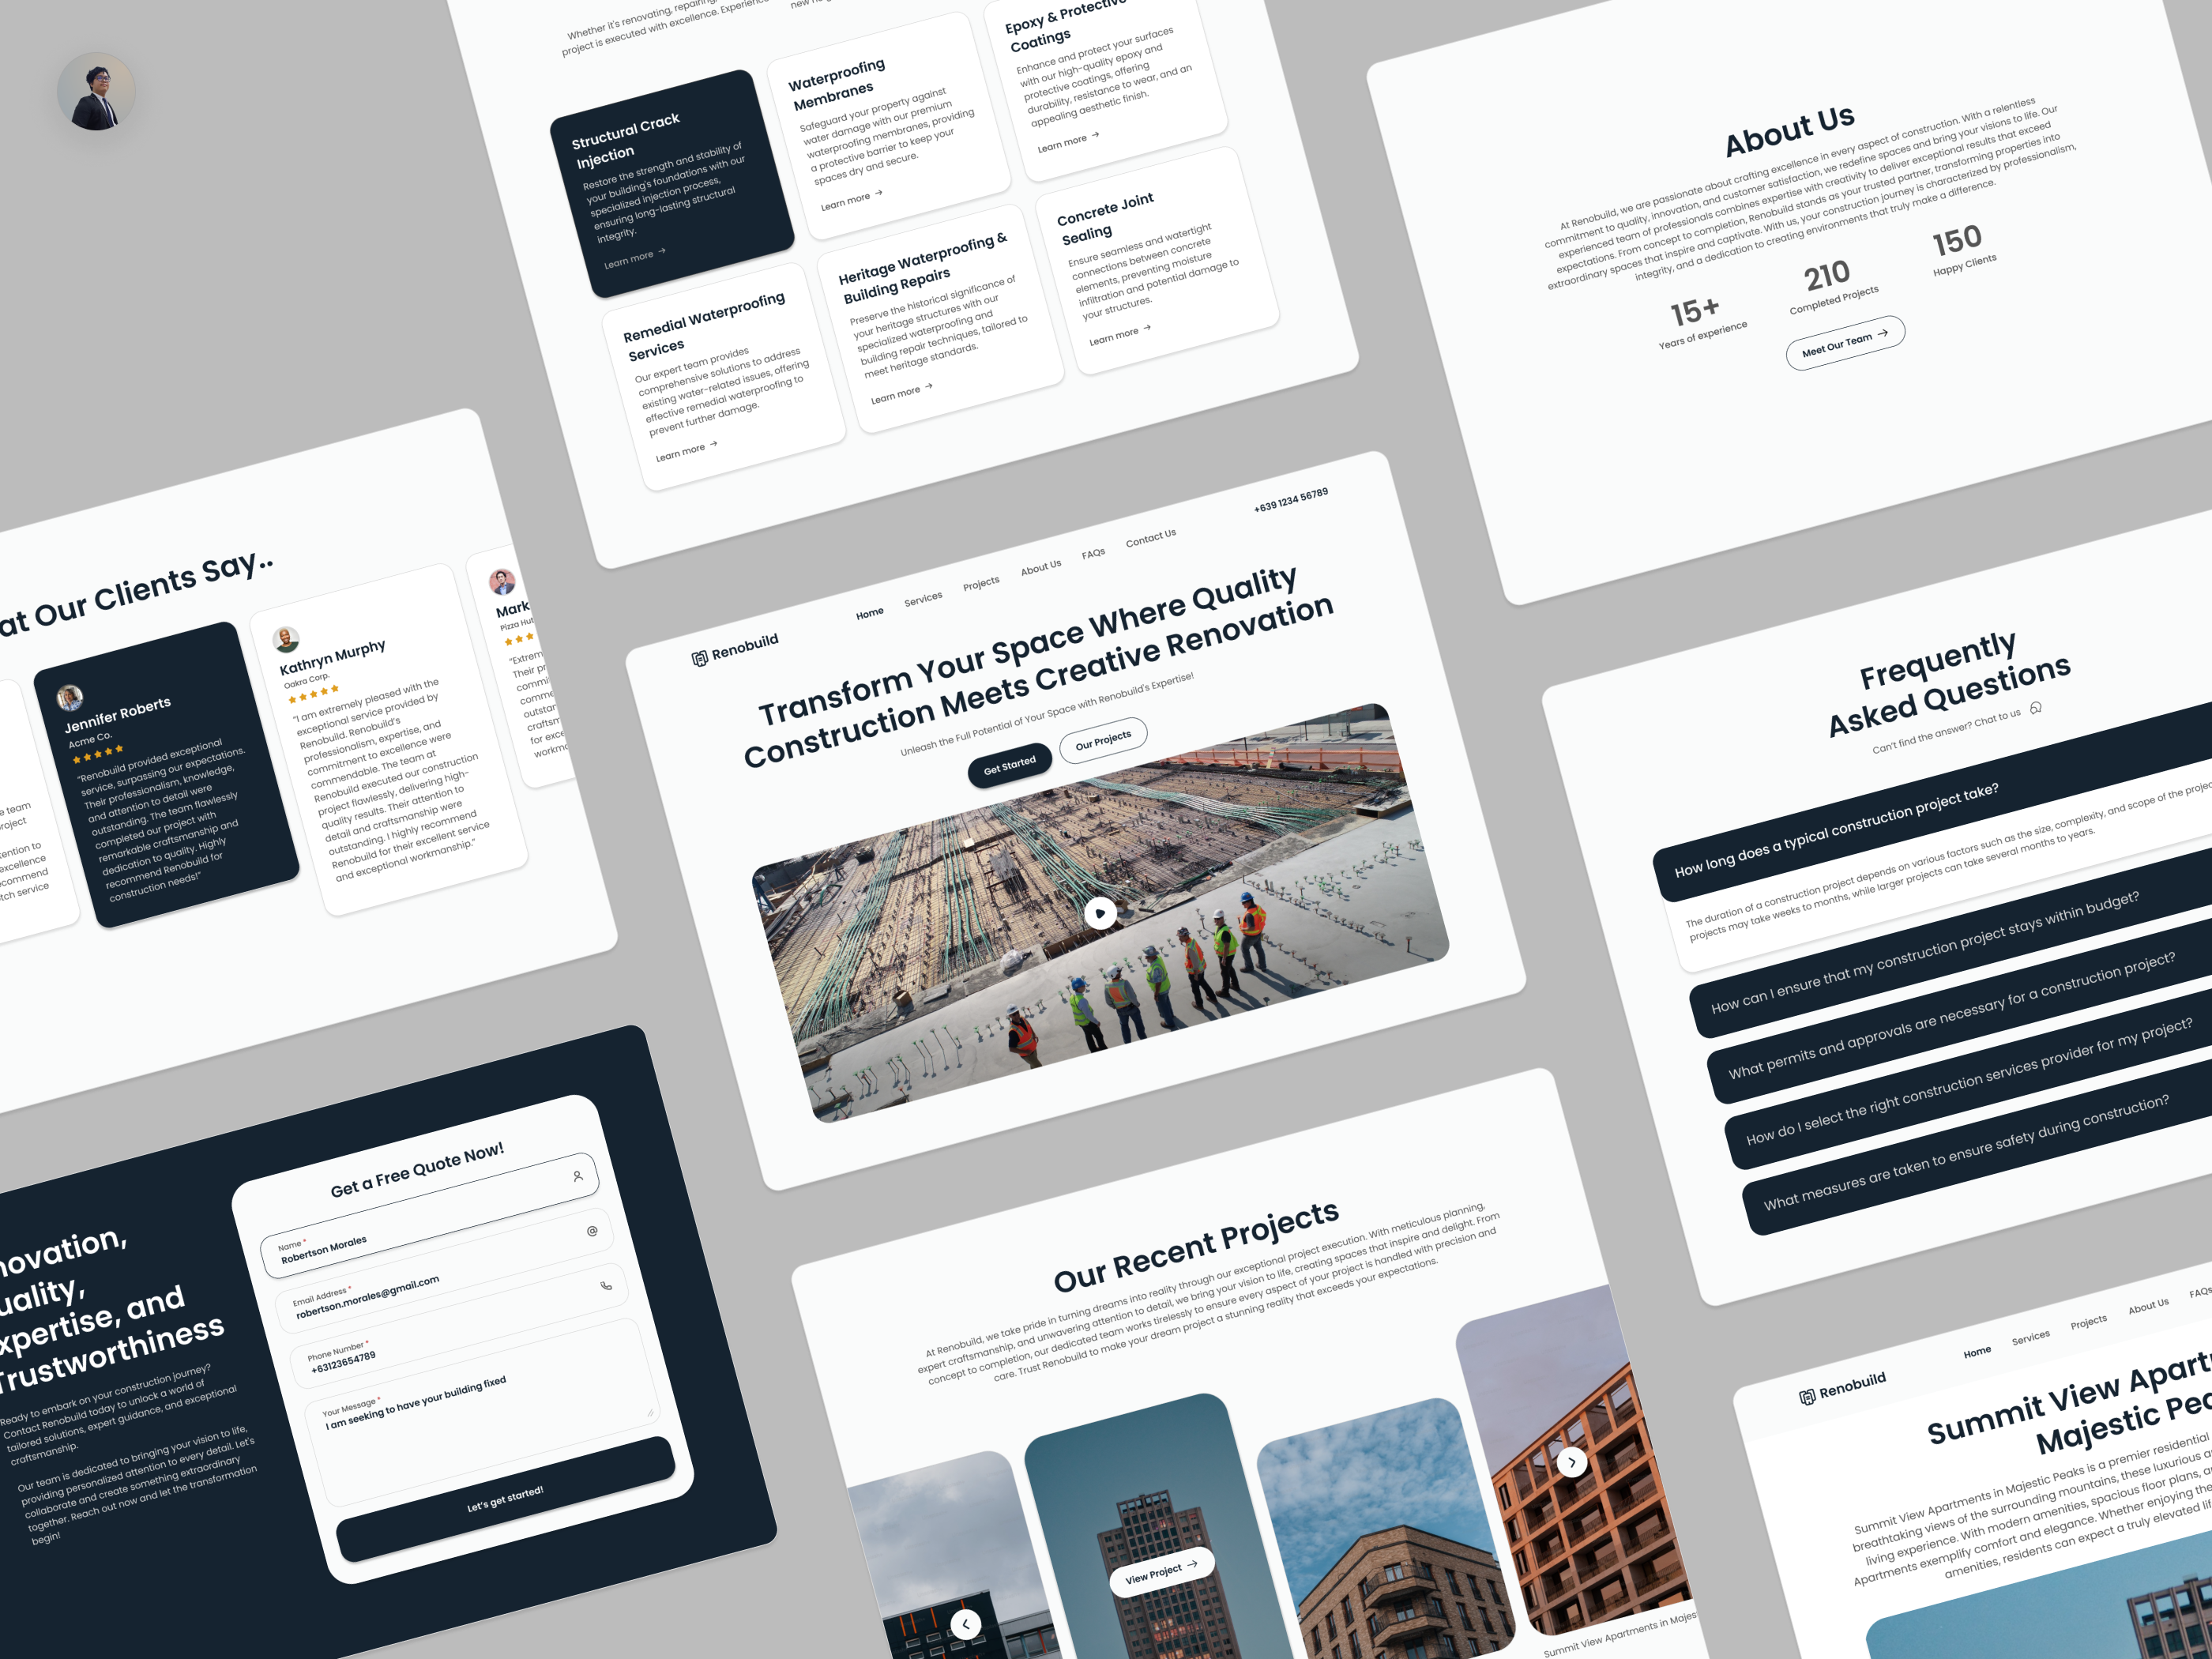 Whether it's renovating, repairing,
project is executed with excellence. Experience
new
Structural Crack
Injection
Restore the strength and stability of
your building's foundations with our
specialized injection process,
ensuring long-lasting structural
integrity.
Learn more →
Waterproofing
Membranes
Safeguard your property against
water damage with our premium
waterproofing membranes, providing
a protective barrier to keep your
spaces dry and secure.
Learn more →
Epoxy & Protective
Coatings
Enhance and protect your surfaces
with our high-quality epoxy and
protective coatings, offering
durability, resistance to wear, and an
appealing aesthetic finish.
Learn more →
Remedial Waterproofing
Services
Our expert team provides
comprehensive solutions to address
existing water-related issues, offering
effective remedial waterproofing to
prevent further damage.
Learn more →
Heritage Waterproofing &
Building Repairs
Preserve the historical significance of
your heritage structures with our
specialized waterproofing and
building repair techniques, tailored to
meet heritage standards.
Learn more →
Concrete Joint
Sealing
Ensure seamless and watertight
connections between concrete
elements, preventing moisture
infiltration and potential damage to
your structures.
Learn more →
About Us
At Renobuild, we are passionate about crafting excellence in every aspect of construction. With a relentless
commitment to quality, innovation, and customer satisfaction, we redefine spaces and bring your visions to life. Our
experienced team of professionals combines expertise with creativity to deliver exceptional results that exceed
expectations. From concept to completion, Renobuild stands as your trusted partner, transforming properties into
extraordinary spaces that inspire and captivate. With us, your construction journey is characterized by professionalism,
integrity, and a dedication to creating environments that truly make a difference.
15+
Years of experience
210
Completed Projects
150
Happy Clients
Meet Our Team →
at Our Clients Say..
e team
roject
tention to
excellence
ecommend
tch service
Jennifer Roberts
Acme Co.
"Renobuild provided exceptional
service, surpassing our expectations.
Their professionalism, knowledge,
and attention to detail were
outstanding. The team flawlessly
completed our project with
remarkable craftsmanship and
dedication to quality. Highly
recommend Renobuild for
construction needs!"
Kathryn Murphy
Oakra Corp.
"I am extremely pleased with the
exceptional service provided by
Renobuild. Renobuild's
professionalism, expertise, and
commitment to excellence were
commendable. The team at
Renobuild executed our construction
project flawlessly, delivering high-
quality results. Their attention to
detail and craftsmanship were
outstanding. I highly recommend
Renobuild for their excellent service
and exceptional workmanship."
Mark
Pizza Hut
"Extrem
Their pr
commi
comme
outstar
craftsm
for exce
workmo
Renobuild
Home
Services
Projects
About Us
FAQs
Contact Us
+639 1234 56789
Transform Your Space Where Quality
Construction Meets Creative Renovation
Unleash the Full Potential of Your Space with Renobuild's Expertise!
Get Started
Our Projects
Frequently
Asked Questions
Can't find the answer? Chat to us
How long does a typical construction project take?
The duration of a construction project depends on various factors such as the size, complexity, and scope of the projec
projects may take weeks to months, while larger projects can take several months to years.
How can I ensure that my construction project stays within budget?
What permits and approvals are necessary for a construction project?
How do I select the right construction services provider for my project?
What measures are taken to ensure safety during construction?
novation,
uality,
xpertise, and
Trustworthiness
Ready to embark on your construction journey?
Contact Renobuild today to unlock a world of
tailored solutions, expert guidance, and exceptional
craftsmanship.
Our team is dedicated to bringing your vision to life,
providing personalized attention to every detail. Let's
collaborate and create something extraordinary
together. Reach out now and let the transformation
begin!
Get a Free Quote Now!
Name *
Robertson Morales
Email Address *
robertson.morales@gmail.com
Phone Number *
+63123654789
Your Message *
I am seeking to have your building fixed
Let's get started!
Our Recent Projects
At Renobuild, we take pride in turning dreams into reality through our exceptional project execution. With meticulous planning,
expert craftsmanship, and unwavering attention to detail, we bring your vision to life, creating spaces that inspire and delight. From
concept to completion, our dedicated team works tirelessly to ensure every aspect of your project is handled with precision and
care. Trust Renobuild to make your dream project a stunning reality that exceeds your expectations.
View Project →
Summit View Apartments in Majes
Renobuild
Home
Services
Projects
About Us
FAQs
Summit View Apart
Majestic Pea
Summit View Apartments in Majestic Peaks is a premier residential
breathtaking views of the surrounding mountains, these luxurious a
living experience. With modern amenities, spacious floor plans, a
Apartments exemplify comfort and elegance. Whether enjoying the
amenities, residents can expect a truly elevated lif